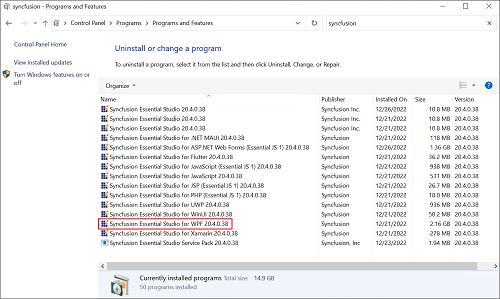 syncfusion - Programs and Features
Control Panel > Programs > Programs and Features
syncfusion
Control Panel Home
View installed updates
Turn Windows features on or off
Uninstall or change a program
To uninstall a program, select it from the list and then click Uninstall, Change, or Repair.
Organize
Name Publisher Installed On Size Version
Syncfusion Essential Studio 20.4.0.38 Syncfusion Inc. 12/26/2022 10.8 MB 20.4.0.38
Syncfusion Essential Studio 20.4.0.38 Syncfusion Inc. 12/21/2022 10.8 MB 20.4.0.38
Syncfusion Essential Studio 20.4.0.38 Syncfusion Inc. 12/21/2022 10.8 MB 20.4.0.38
Syncfusion Essential Studio for .NET MAUI 20.4.0.38 Syncfusion Inc. 12/21/2022 118 MB 20.4.0.38
Syncfusion Essential Studio for ASP.NET Web Forms (Essential JS 1) 20.4.0.38 Syncfusion Inc. 12/26/2022 1.36 GB 20.4.0.38
Syncfusion Essential Studio for Flutter 20.4.0.38 Syncfusion Inc. 12/21/2022 36.2 MB 20.4.0.38
Syncfusion Essential Studio for JavaScript (Essential JS 1) 20.4.0.38 Syncfusion Inc. 12/21/2022 938 MB 20.4.0.38
Syncfusion Essential Studio for JavaScript 20.4.0.38 Syncfusion Inc. 12/21/2022 531 MB 20.4.0.38
Syncfusion Essential Studio for JSP (Essential JS 1) 20.4.0.38 Syncfusion Inc. 12/21/2022 26.7 MB 20.4.0.38
Syncfusion Essential Studio for PHP (Essential JS 1) 20.4.0.38 Syncfusion Inc. 12/21/2022 18.0 MB 20.4.0.38
Syncfusion Essential Studio for UWP 20.4.0.38 Syncfusion Inc. 12/21/2022 936 MB 20.4.0.38
Syncfusion Essential Studio for WinUI 20.4.0.38 Syncfusion Inc. 12/21/2022 50.2 MB 20.4.0.38
Syncfusion Essential Studio for WPF 20.4.0.38 Syncfusion Inc. 12/21/2022 2.16 GB 20.4.0.38
Syncfusion Essential Studio for Xamarin 20.4.0.38 Syncfusion Inc. 12/21/2022 278 MB 20.4.0.38
Syncfusion Essential Studio Service Pack 20.4.0.38 Syncfusion, Inc 12/23/2022 1.94 MB 20.4.0.38
Currently installed programs Total size: 14.9 GB
50 programs installed